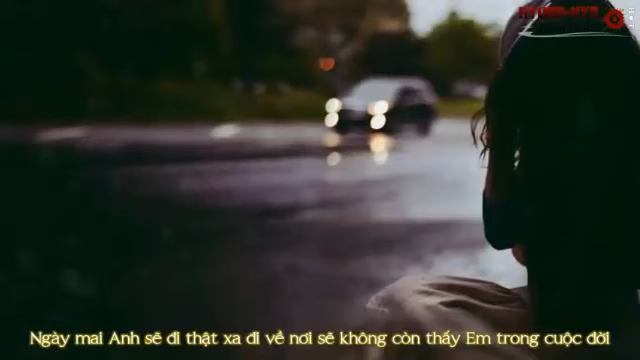 Ngày mai Anh sẽ đi thật xa đi về nơi sẽ không còn thấy Em trong cuộc đời